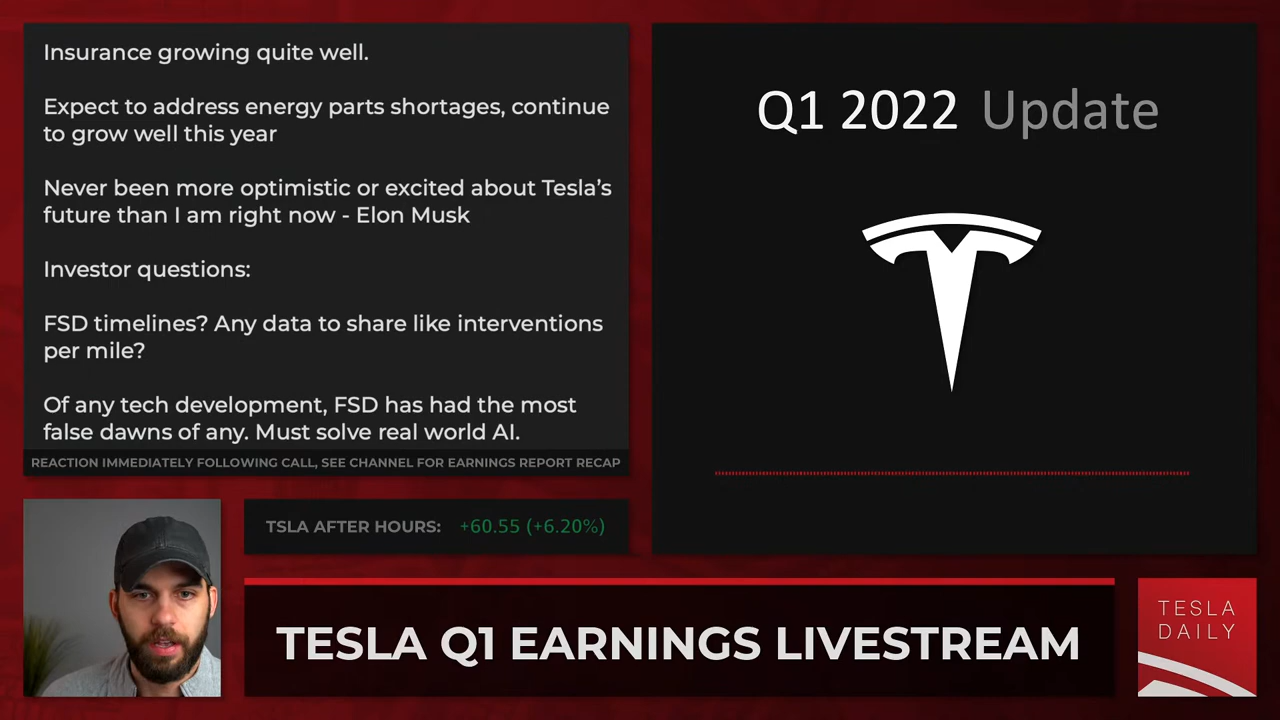 Insurance growing quite well.
Expect to address energy parts shortages, continue
to grow well this year
Never been more optimistic or excited about Tesla's
future than I am right now - Elon Musk
Investor questions:
FSD timelines? Any data to share like interventions
per mile?
Of any tech development, FSD has had the most
false dawns of any. Must solve real world AI.
REACTION IMMEDIATELY FOLLOWING CALL, SEE CHANNEL FOR EARNINGS REPORT RECAP
Q1 2022 Update
TSLA AFTER HOURS: +60.55 (+6.20%)
TESLA Q1 EARNINGS LIVESTREAM
TESLA
DAILY